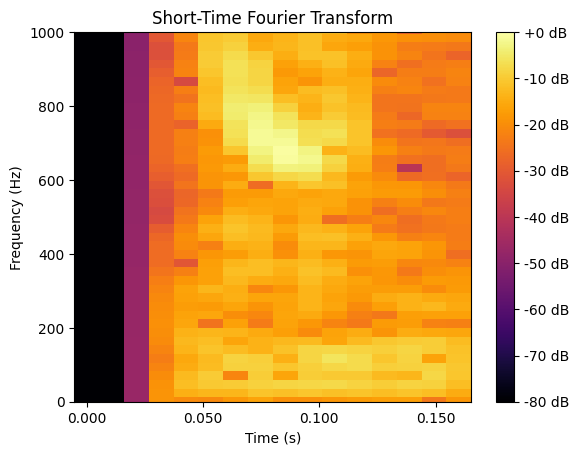 Short-Time Fourier Transform
1000
800
600
400
200
0
Frequency (Hz)
0.000
0.050
0.100
0.150
Time (s)
+0 dB
-10 dB
-20 dB
-30 dB
-40 dB
-50 dB
-60 dB
-70 dB
-80 dB